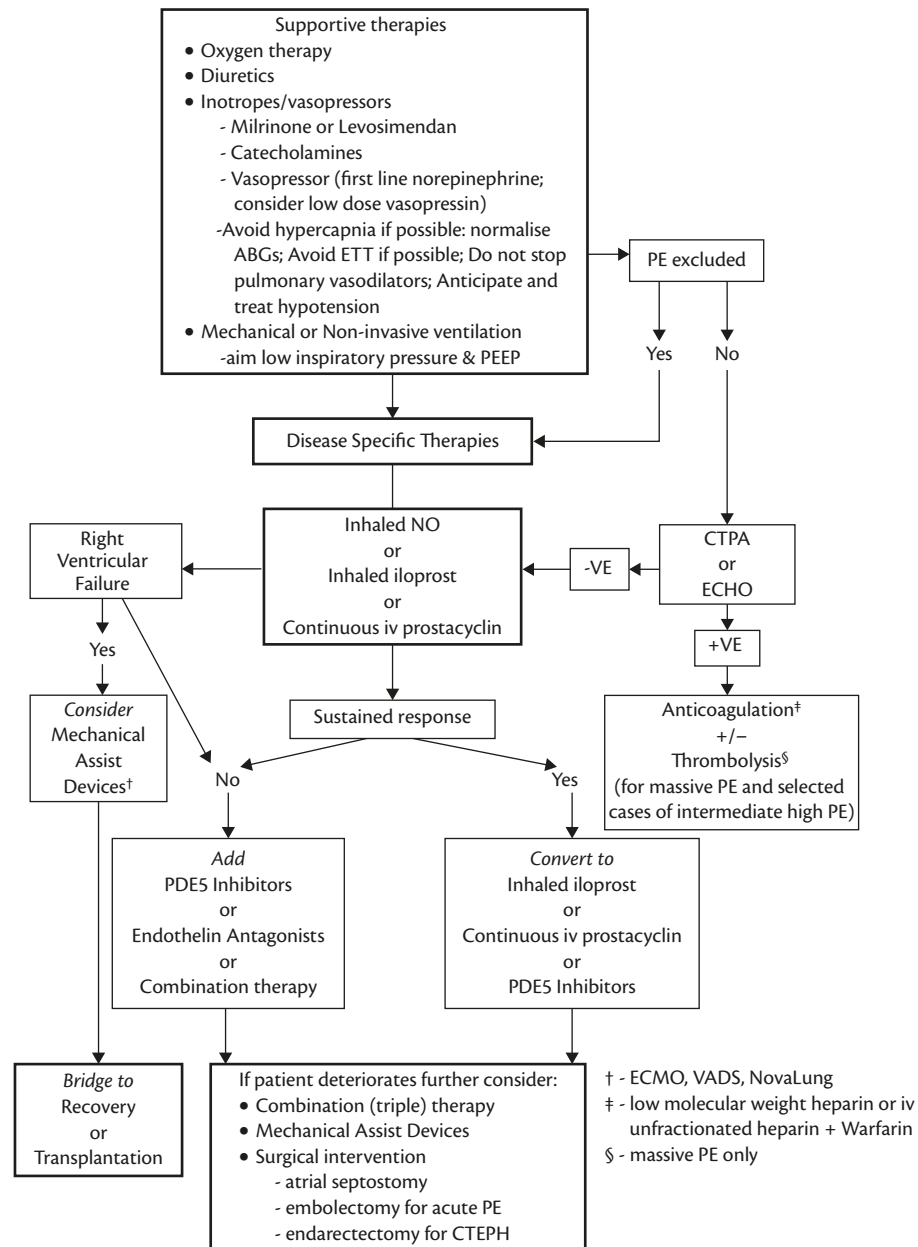 Supportive therapies
• Oxygen therapy
• Diuretics
• Inotropes/vasopressors
- Milrinone or Levosimendan
- Catecholamines
- Vasopressor (first line norepinephrine;
consider low dose vasopressin)
-Avoid hypercapnia if possible: normalise
ABGs; Avoid ETT if possible; Do not stop
pulmonary vasodilators; Anticipate and
treat hypotension
• Mechanical or Non-invasive ventilation
-aim low inspiratory pressure & PEEP
PE excluded
Yes
No
Disease Specific Therapies
Inhaled NO
or
Inhaled iloprost
or
Continuous iv prostacyclin
Right
Ventricular
Failure
-VE
CTPA
or
ECHO
+VE
Yes
Consider
Mechanical
Assist
Devices†
Sustained response
Anticoagulation‡
+/−
Thrombolysis§
(for massive PE and selected
cases of intermediate high PE)
No
Yes
Add
PDE5 Inhibitors
or
Endothelin Antagonists
or
Combination therapy
Convert to
Inhaled iloprost
or
Continuous iv prostacyclin
or
PDE5 Inhibitors
Bridge to
Recovery
or
Transplantation
If patient deteriorates further consider:
• Combination (triple) therapy
• Mechanical Assist Devices
• Surgical intervention
- atrial septostomy
- embolectomy for acute PE
- endarectectomy for CTEPH
† - ECMO, VADS, NovaLung
‡ - low molecular weight heparin or iv
unfractionated heparin + Warfarin
§ - massive PE only